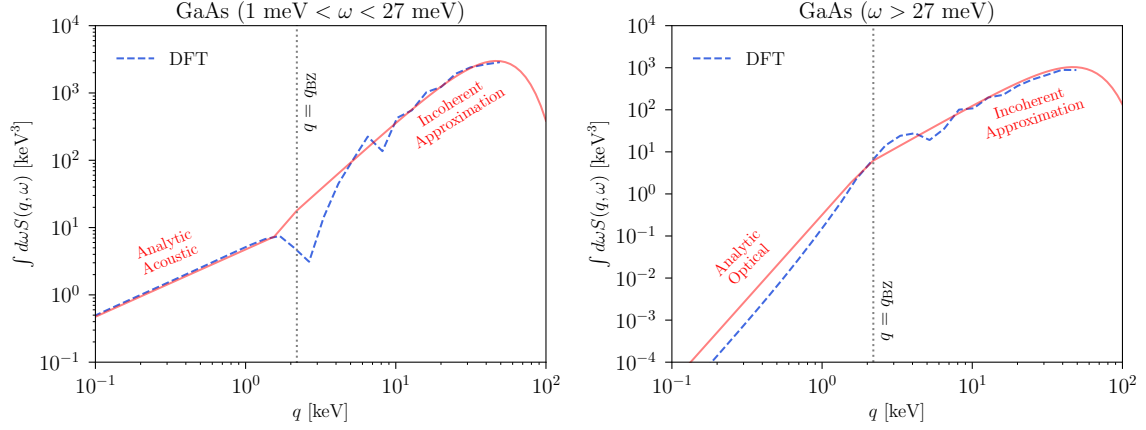 GaAs (1 meV < ω < 27 meV)
∫ dωS(q, ω) [keV³]
10⁴
10³
10²
10¹
10⁰
10⁻¹
DFT
q = q_BZ
Incoherent
Approximation
Analytic
Acoustic
10⁻¹ 10⁰ 10¹ 10²
q [keV]
GaAs (ω > 27 meV)
∫ dωS(q, ω) [keV³]
10⁴
10³
10²
10¹
10⁰
10⁻¹
10⁻²
10⁻³
10⁻⁴
DFT
Incoherent
Approximation
Analytic
Optical
q = q_BZ
10⁻¹ 10⁰ 10¹ 10²
q [keV]